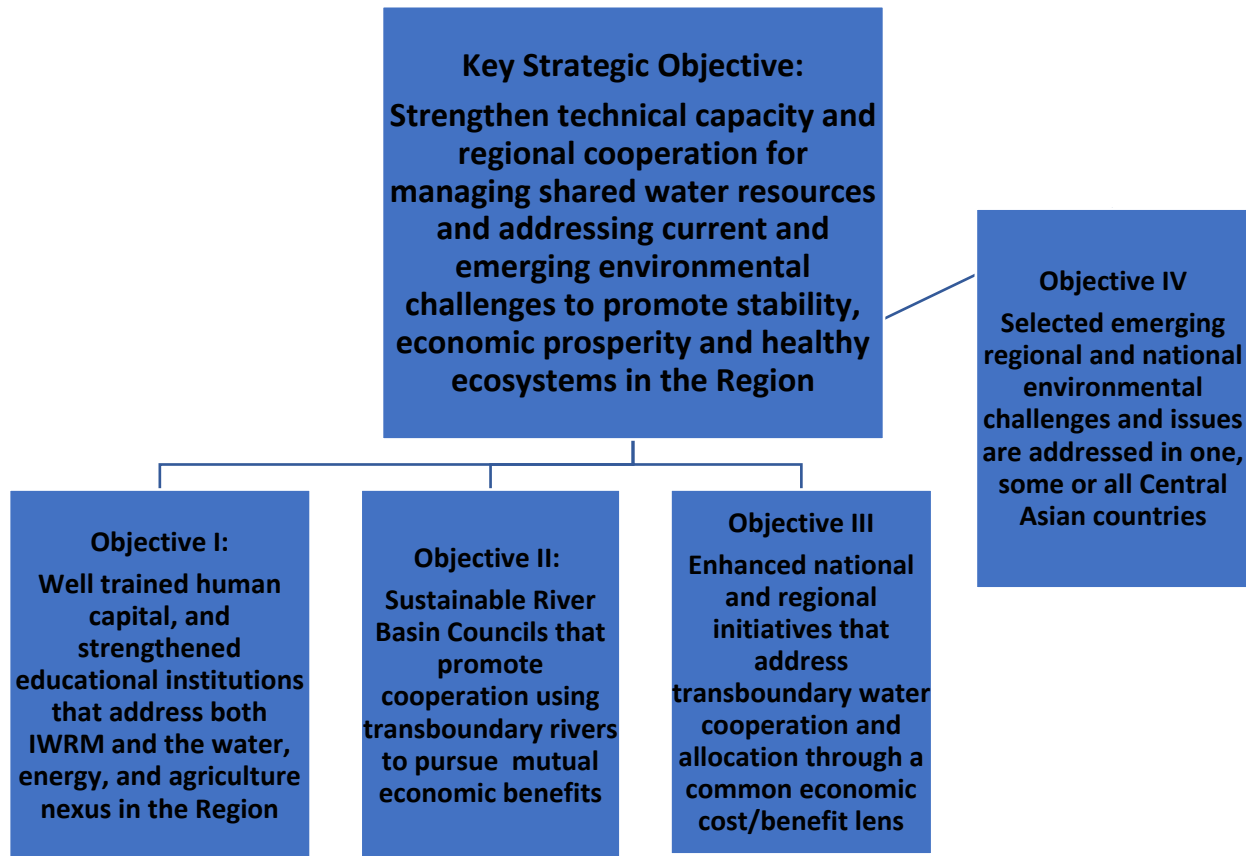 Key Strategic Objective:
Strengthen technical capacity and
regional cooperation for
managing shared water resources
and addressing current and
emerging environmental
challenges to promote stability,
economic prosperity and healthy
ecosystems in the Region
Objective IV
Selected emerging
regional and national
environmental
challenges and issues
are addressed in one,
some or all Central
Asian countries
Objective I:
Well trained human
capital, and
strengthened
educational institutions
that address both
IWRM and the water,
energy, and agriculture
nexus in the Region
Objective II:
Sustainable River
Basin Councils that
promote
cooperation using
transboundary rivers
to pursue  mutual
economic benefits
Objective III
Enhanced national
and regional
initiatives that
address
transboundary water
cooperation and
allocation through a
common economic
cost/benefit lens